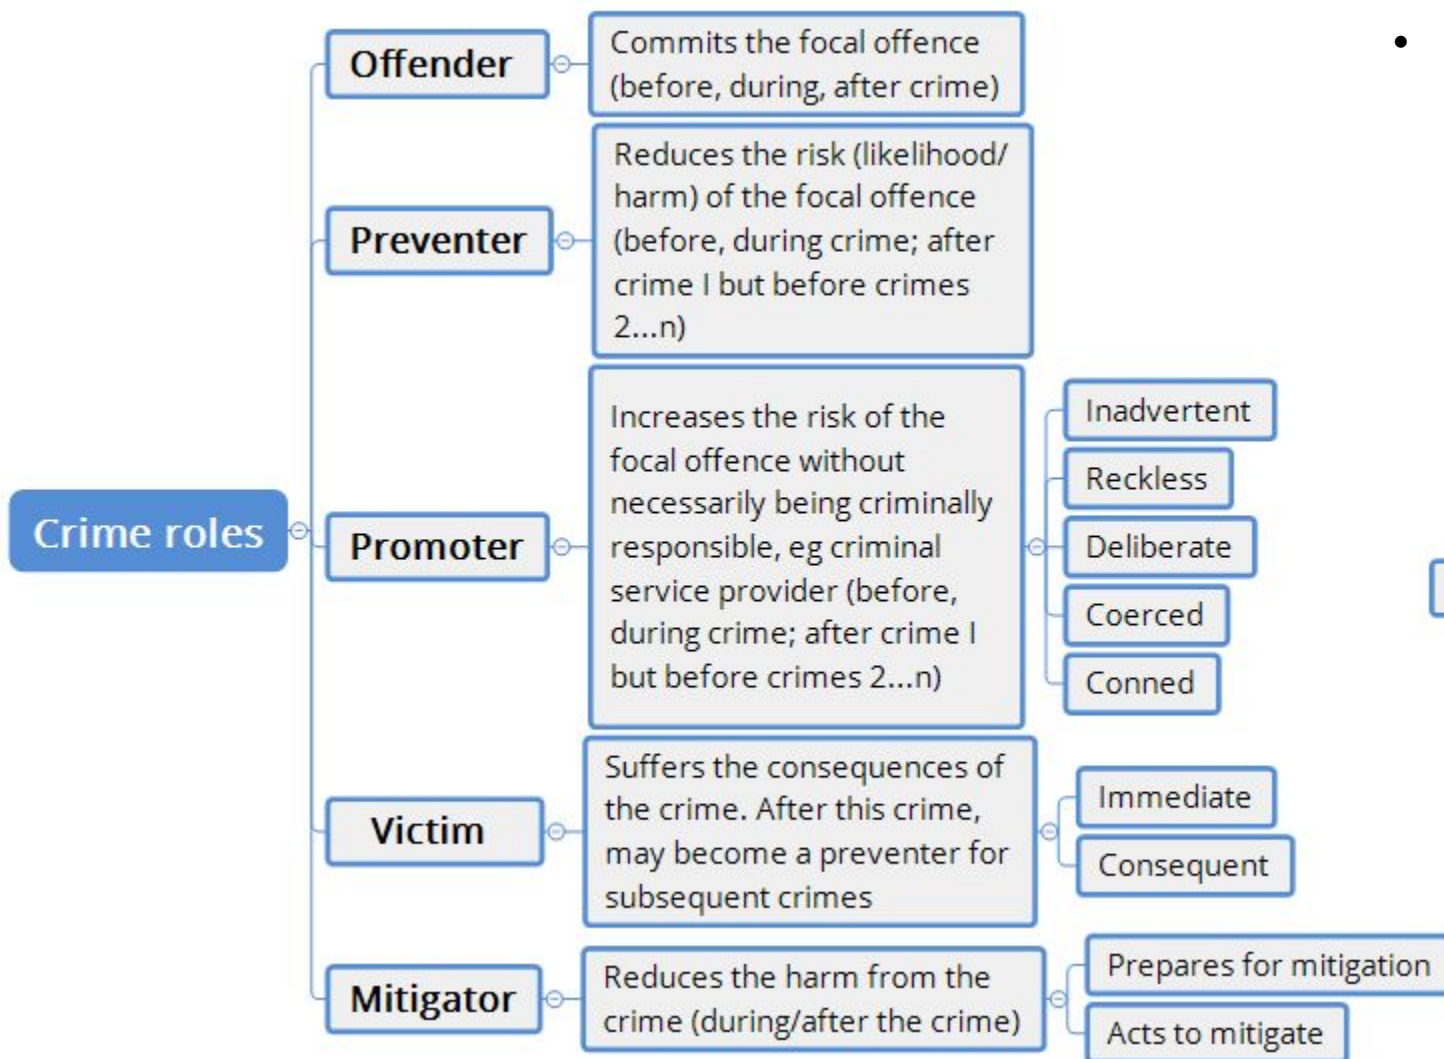 Crime roles
Offender
Commits the focal offence
(before, during, after crime)
Preventer
Reduces the risk (likelihood/
harm) of the focal offence
(before, during crime; after
crime I but before crimes
2...n)
Promoter
Increases the risk of the
focal offence without
necessarily being criminally
responsible, eg criminal
service provider (before,
during crime; after crime I
but before crimes 2...n)
Inadvertent
Reckless
Deliberate
Coerced
Conned
Victim
Suffers the consequences of
the crime. After this crime,
may become a preventer for
subsequent crimes
Immediate
Consequent
Mitigator
Reduces the harm from the
crime (during/after the crime)
Prepares for mitigation
Acts to mitigate